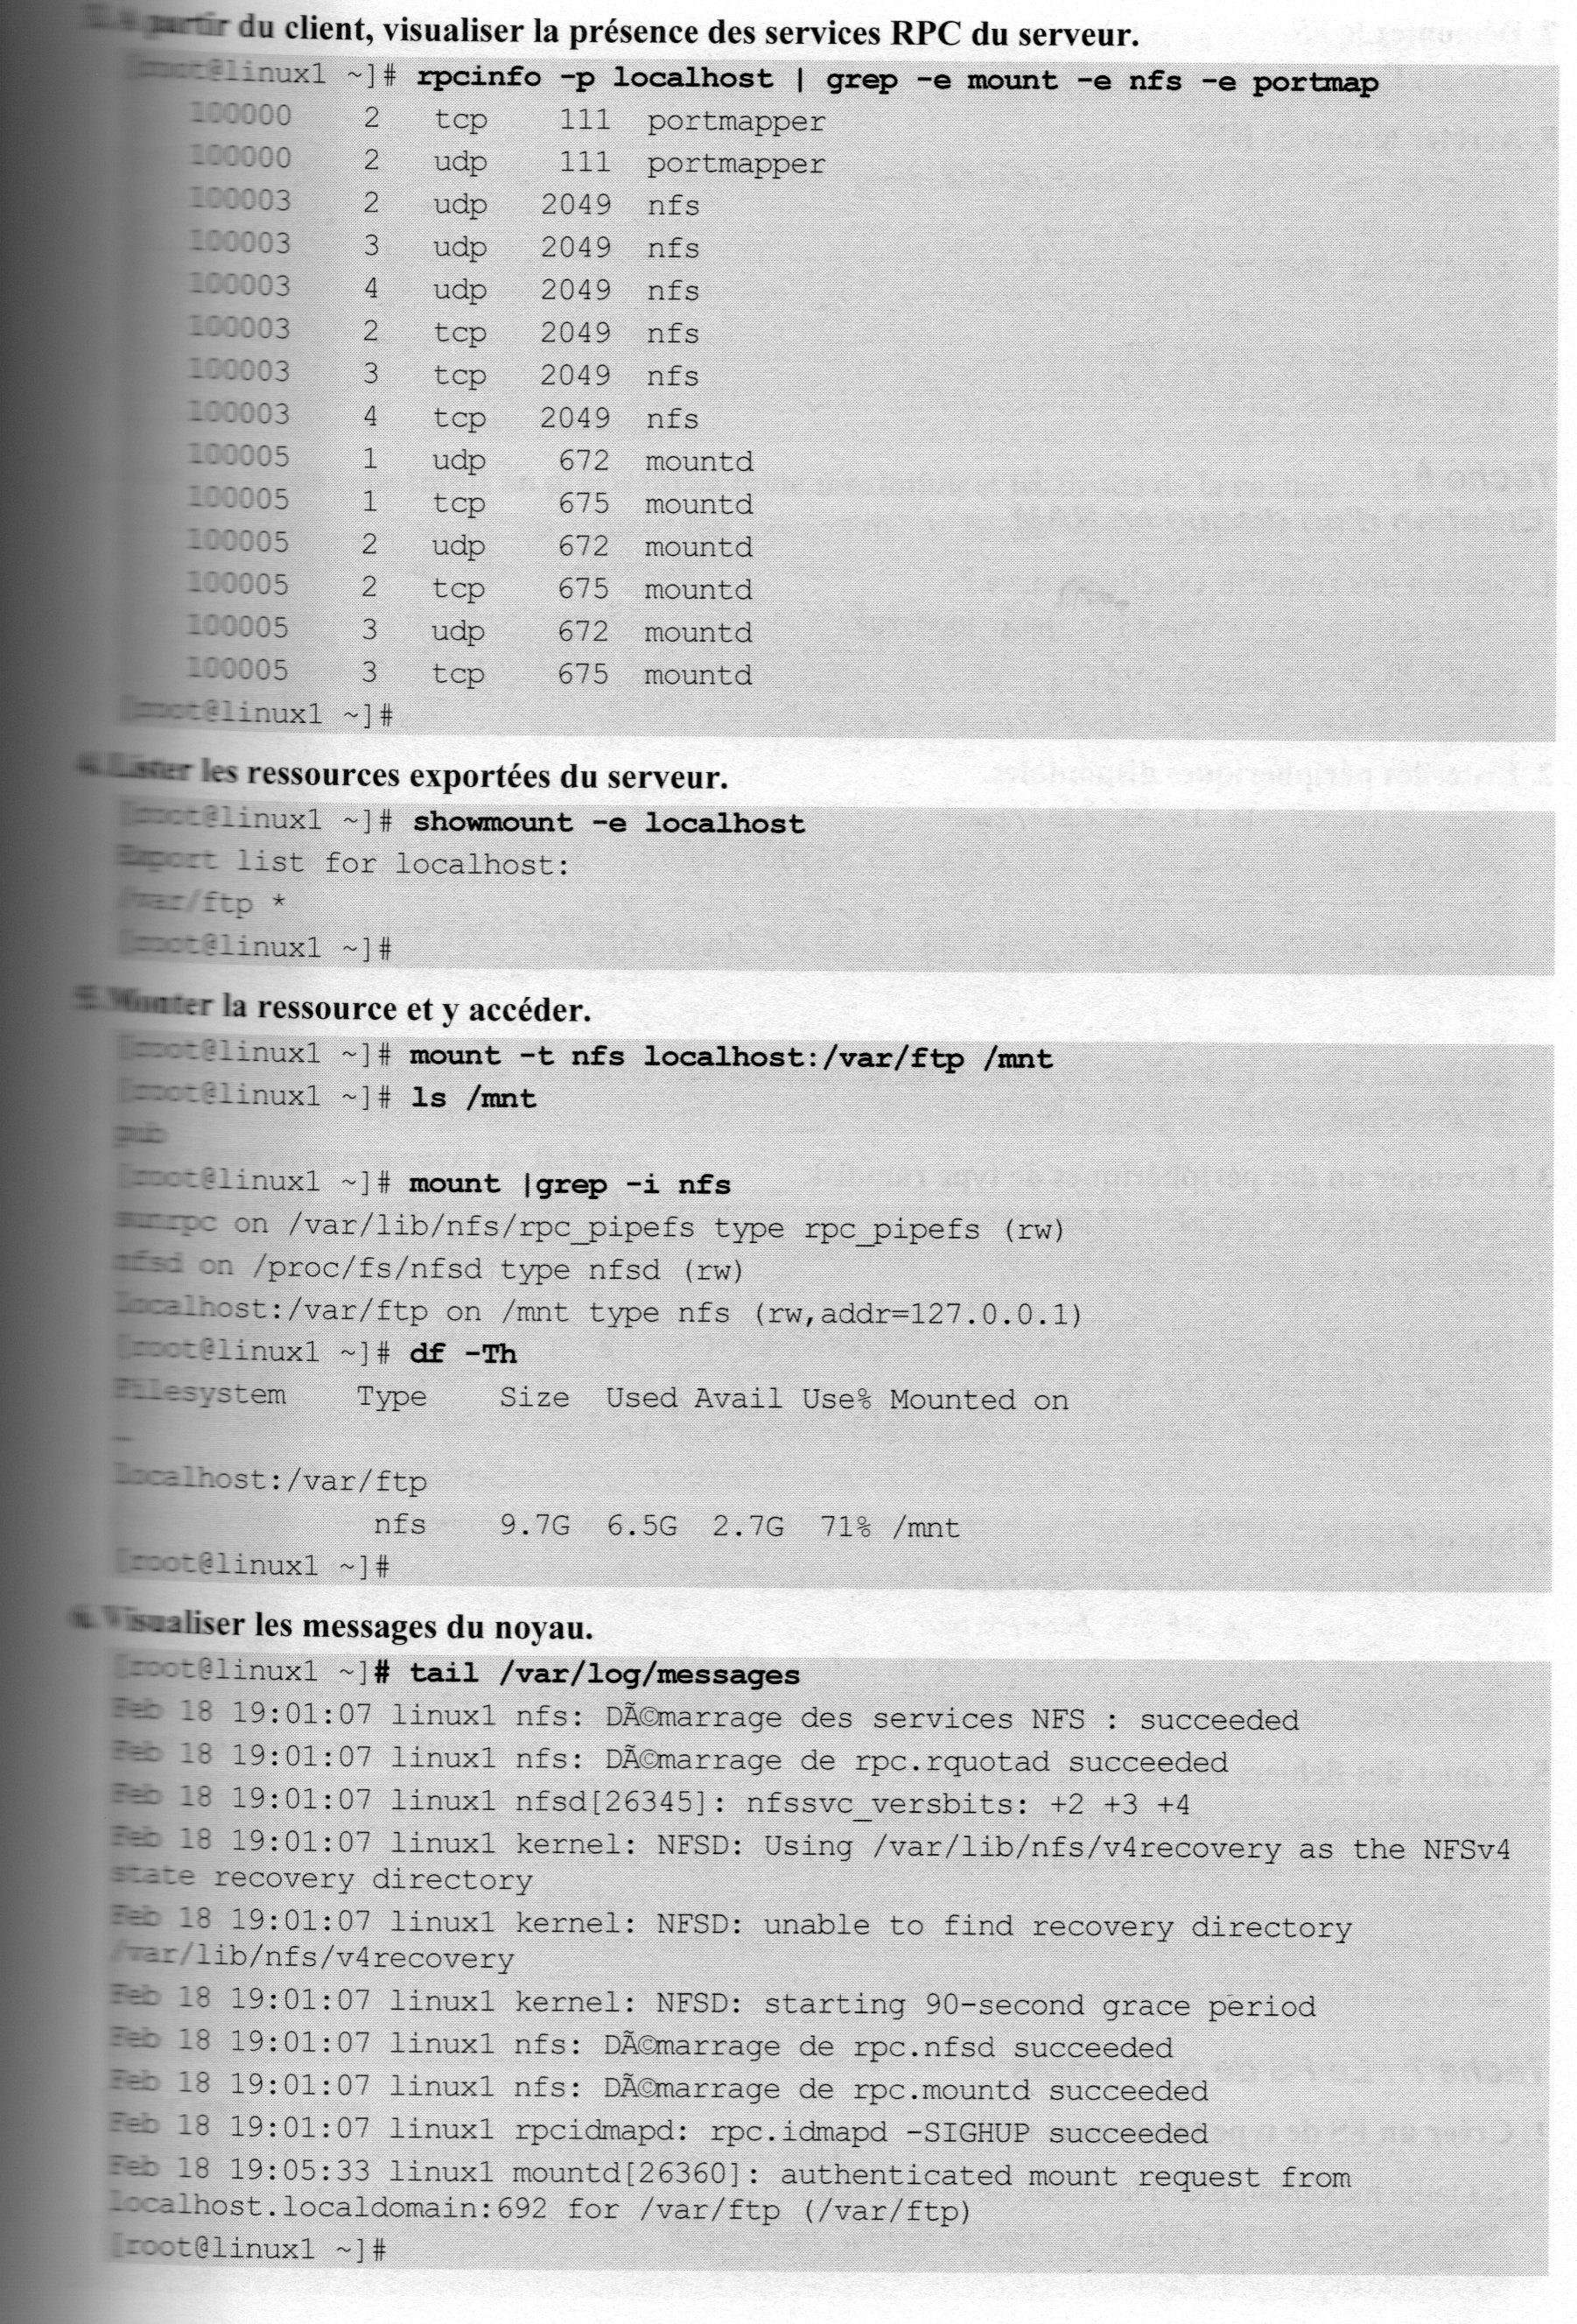 partir du client, visualiser la présence des services RPC du serveur.
[root@linux1 ~]# rpcinfo -p localhost | grep -e mount -e nfs -e portmap
100000 2 tcp 111 portmapper
100000 2 udp 111 portmapper
100003 2 udp 2049 nfs
100003 3 udp 2049 nfs
100003 4 udp 2049 nfs
100003 2 tcp 2049 nfs
100003 3 tcp 2049 nfs
100003 4 tcp 2049 nfs
100005 1 udp 672 mountd
100005 1 tcp 675 mountd
100005 2 udp 672 mountd
100005 2 tcp 675 mountd
100005 3 udp 672 mountd
100005 3 tcp 675 mountd
[root@linux1 ~]#
4. Lister les ressources exportées du serveur.
[root@linux1 ~]# showmount -e localhost
Export list for localhost:
/var/ftp *
[root@linux1 ~]#
5. Monter la ressource et y accéder.
[root@linux1 ~]# mount -t nfs localhost:/var/ftp /mnt
[root@linux1 ~]# ls /mnt
pub
[root@linux1 ~]# mount |grep -i nfs
sunrpc on /var/lib/nfs/rpc_pipefs type rpc_pipefs (rw)
nfsd on /proc/fs/nfsd type nfsd (rw)
localhost:/var/ftp on /mnt type nfs (rw,addr=127.0.0.1)
[root@linux1 ~]# df -Th
Filesystem Type Size Used Avail Use% Mounted on
localhost:/var/ftp
nfs 9.7G 6.5G 2.7G 71% /mnt
[root@linux1 ~]#
6. Visualiser les messages du noyau.
[root@linux1 ~]# tail /var/log/messages
Feb 18 19:01:07 linux1 nfs: DÃ©marrage des services NFS : succeeded
Feb 18 19:01:07 linux1 nfs: DÃ©marrage de rpc.rquotad succeeded
Feb 18 19:01:07 linux1 nfsd[26345]: nfssvc_versbits: +2 +3 +4
Feb 18 19:01:07 linux1 kernel: NFSD: Using /var/lib/nfs/v4recovery as the NFSv4
state recovery directory
Feb 18 19:01:07 linux1 kernel: NFSD: unable to find recovery directory
/var/lib/nfs/v4recovery
Feb 18 19:01:07 linux1 kernel: NFSD: starting 90-second grace period
Feb 18 19:01:07 linux1 nfs: DÃ©marrage de rpc.nfsd succeeded
Feb 18 19:01:07 linux1 nfs: DÃ©marrage de rpc.mountd succeeded
Feb 18 19:01:07 linux1 rpcidmapd: rpc.idmapd -SIGHUP succeeded
Feb 18 19:05:33 linux1 mountd[26360]: authenticated mount request from
localhost.localdomain:692 for /var/ftp (/var/ftp)
[root@linux1 ~]#